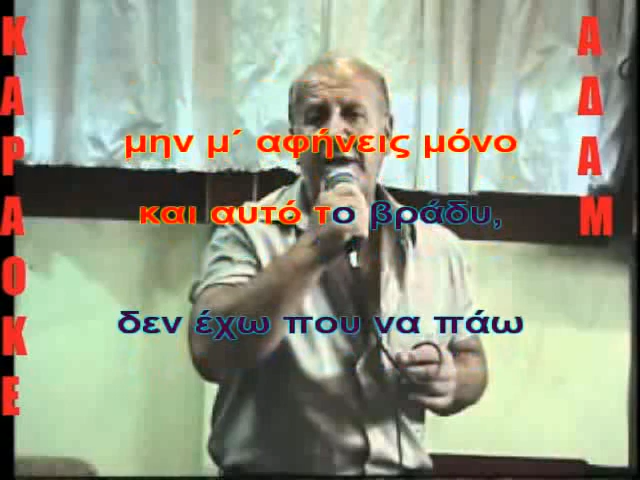 ΚΑΡΑΟΚΕ
ΑΔΑΜ
μην μ΄ αφήνεις μόνο
και αυτό το βράδυ,
δεν έχω που να πάω